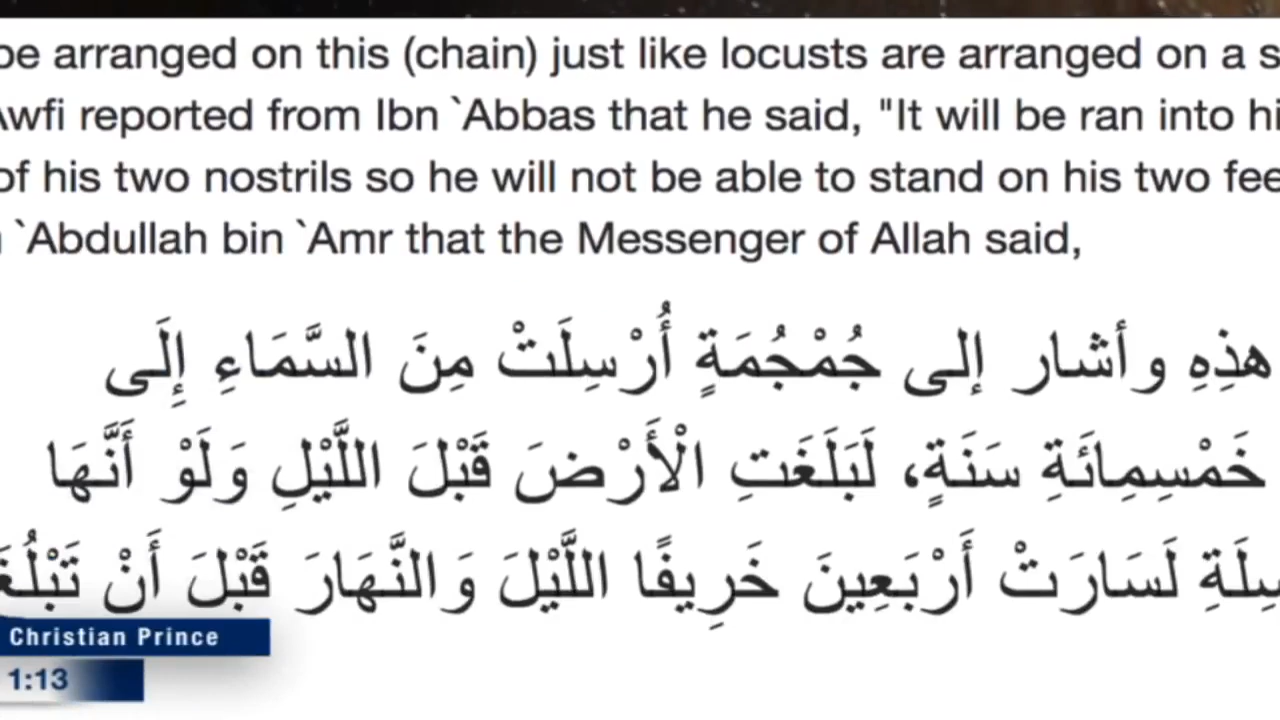 be arranged on this (chain) just like locusts are arranged on a
Awfi reported from Ibn `Abbas that he said, "It will be ran into
of his two nostrils so he will not be able to stand on his two
`Abdullah bin `Amr that the Messenger of Allah said,
هذِهِ وأشار إلى جُمْجُمَةٍ أُرْسِلَتْ مِنَ السَّمَاءِ إِلَى
خَمْسِمِائَةِ سَنَةٍ، لَبَلَغَتِ الْأَرْضَ قَبْلَ اللَّيْلِ وَلَوْ أَنَّهَا
لَسَارَتْ أَرْبَعِينَ خَرِيفًا اللَّيْلَ وَالنَّهَارَ قَبْلَ أَنْ
Christian Prince
1:13